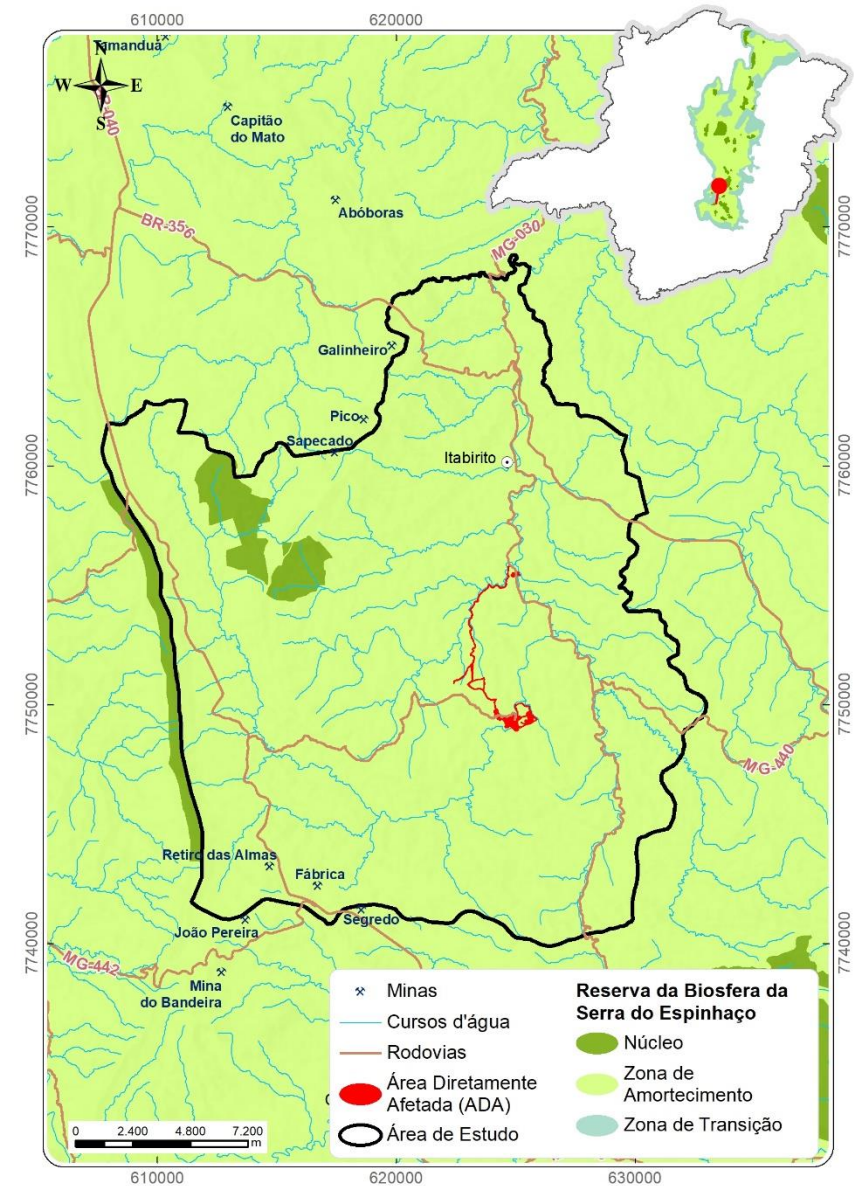 610000
620000
Tamanduá
N
W
E
S
BR-040
Capitão
do Mato
Abóboras
BR-356
MG-030
7770000
7770000
Galinheiro
Pico
Sapecado
Itabirito
7760000
7760000
7750000
7750000
MG-440
Retiro das Almas
Fábrica
Segredo
João Pereira
7740000
7740000
MG-442
Mina
do Bandeira
Minas
Cursos d'água
Rodovias
Área Diretamente
Afetada (ADA)
Área de Estudo
Reserva da Biosfera da
Serra do Espinhaço
Núcleo
Zona de
Amortecimento
Zona de Transição
0 2.400 4.800 7.200
m
610000
620000
630000